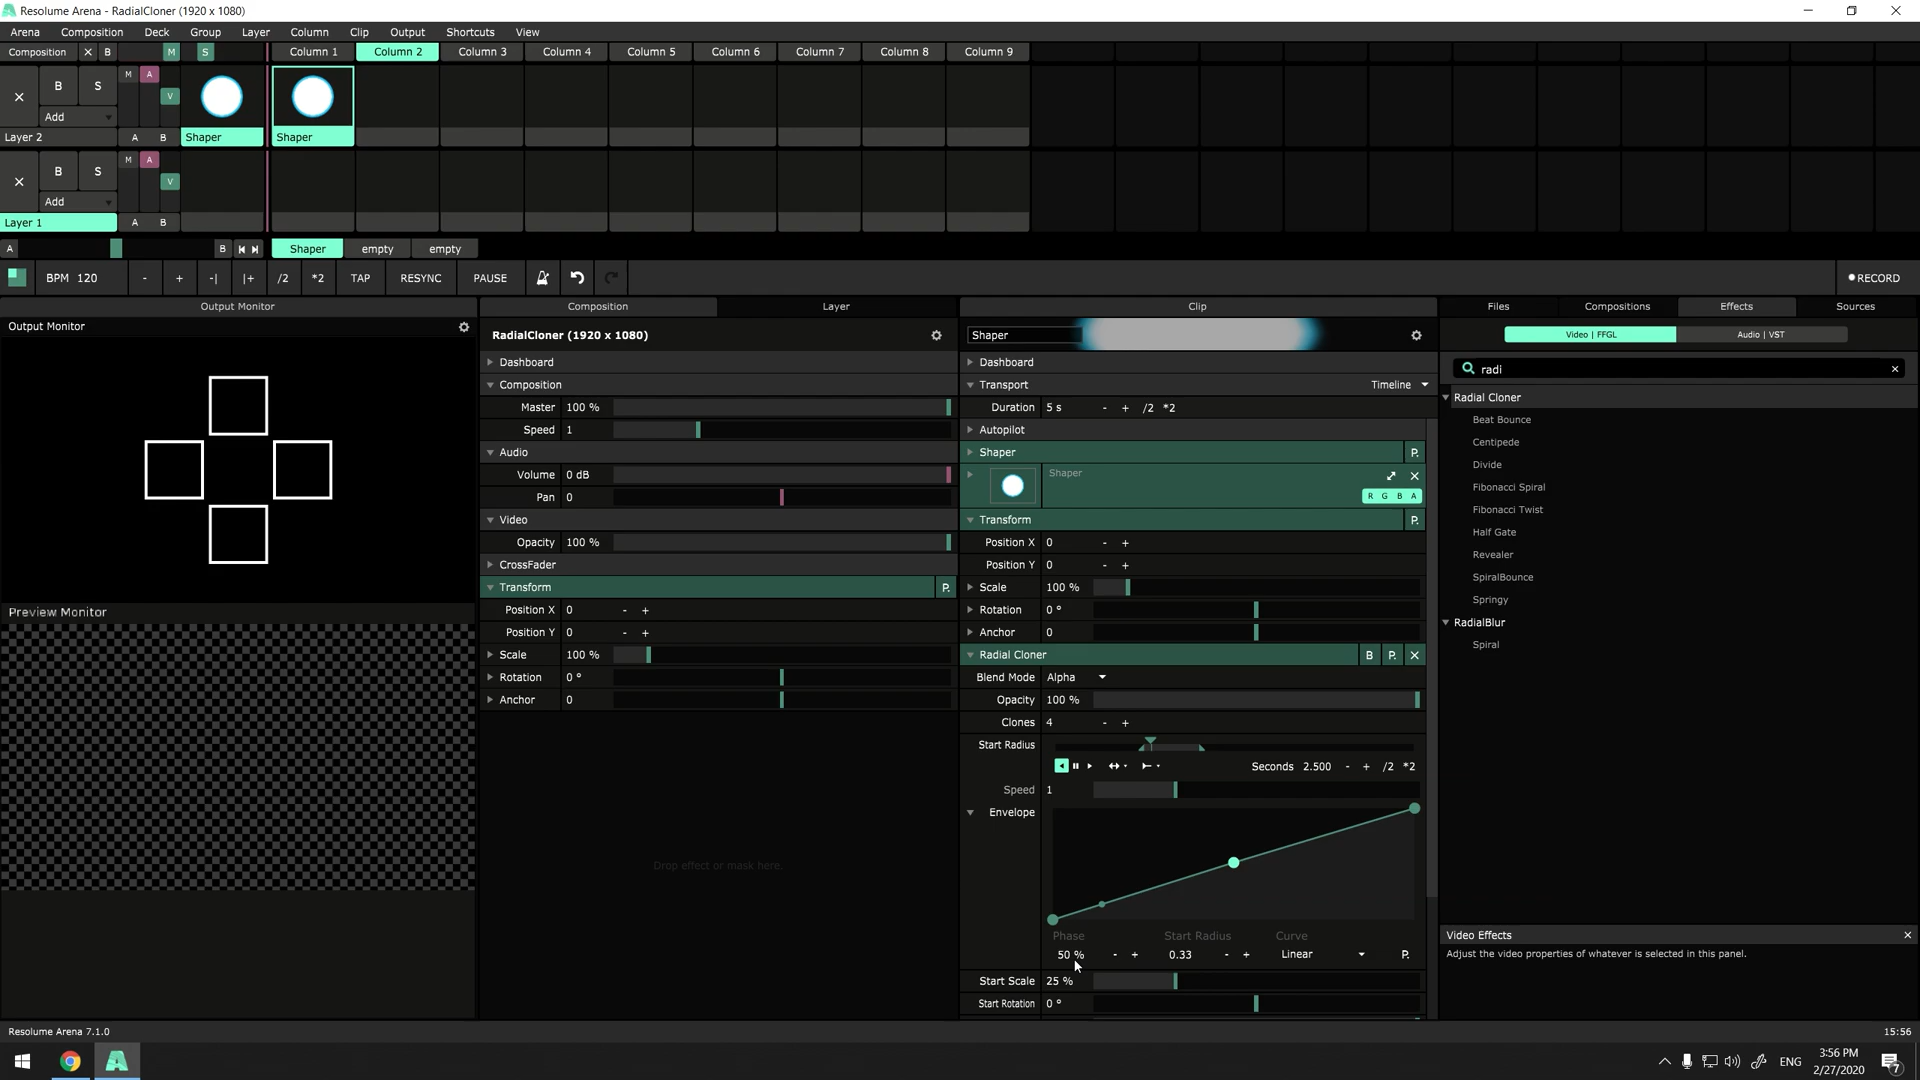 Resolume Arena - RadialCloner (1920 x 1080)
Arena Composition Deck Group Layer Column Clip Output Shortcuts View
Composition X B M S Column 1 Column 2 Column 3 Column 4 Column 5 Column 6 Column 7 Column 8 Column 9
M A
B S
V
Add
Layer 2 A B Shaper Shaper
M A
B S
V
Add
Layer 1 A B
A B Shaper empty empty
BPM 120 - + -| |+ /2 *2 TAP RESYNC PAUSE RECORD
Output Monitor Composition Layer Clip Files Compositions Effects Sources
Output Monitor
Preview Monitor
RadialCloner (1920 x 1080)
Dashboard
Composition
Master 100 %
Speed 1
Audio
Volume 0 dB
Pan 0
Video
Opacity 100 %
CrossFader
Transform P.
Position X 0 - +
Position Y 0 - +
Scale 100 %
Rotation 0 °
Anchor 0
Drop effect or mask here.
Shaper
Dashboard
Transport Timeline
Duration 5 s - + /2 *2
Autopilot
Shaper P.
Shaper
R G B A
Transform P.
Position X 0 - +
Position Y 0 - +
Scale 100 %
Rotation 0 °
Anchor 0
Radial Cloner B P. X
Blend Mode Alpha
Opacity 100 %
Clones 4 - +
Start Radius
Seconds 2.500 - + /2 *2
Speed 1
Envelope
Phase Start Radius Curve
50 % - + 0.33 - + Linear P.
Start Scale 25 %
Start Rotation 0 °
Video | FFGL Audio | VST
radi
Radial Cloner
Beat Bounce
Centipede
Divide
Fibonacci Spiral
Fibonacci Twist
Half Gate
Revealer
SpiralBounce
Springy
RadialBlur
Spiral
Video Effects
Adjust the video properties of whatever is selected in this panel.
Resolume Arena 7.1.0 15:56
ENG
3:56 PM
2/27/2020
7